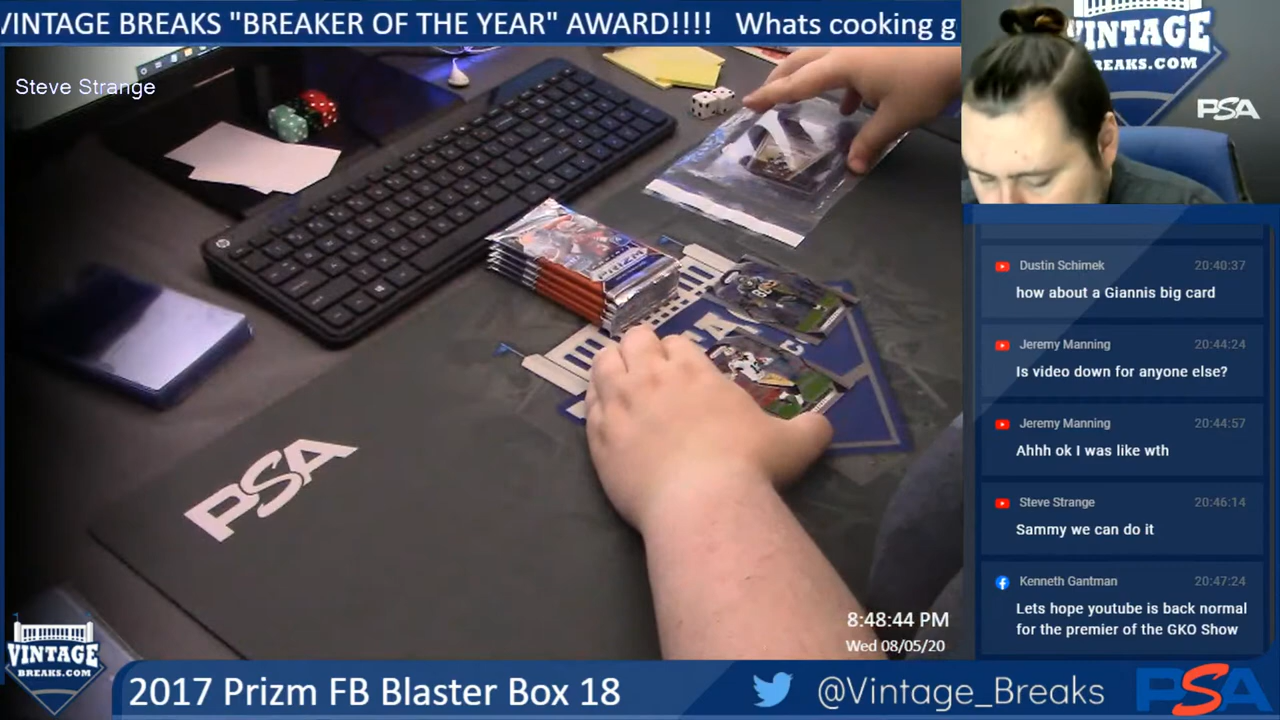 VINTAGE BREAKS "BREAKER OF THE YEAR" AWARD!!!! Whats cooking g
Steve Strange
VINTAGE
BREAKS.COM
PSA
Dustin Schimek 20:40:37
how about a Giannis big card
Jeremy Manning 20:44:24
Is video down for anyone else?
Jeremy Manning 20:44:57
Ahhh ok I was like wth
Steve Strange 20:46:14
Sammy we can do it
Kenneth Gantman 20:47:24
Lets hope youtube is back normal
for the premier of the GKO Show
PRIZM
PSA
8:48:44 PM
Wed 08/05/20
VINTAGE
BREAKS.COM
2017 Prizm FB Blaster Box 18
@Vintage_Breaks
PSA